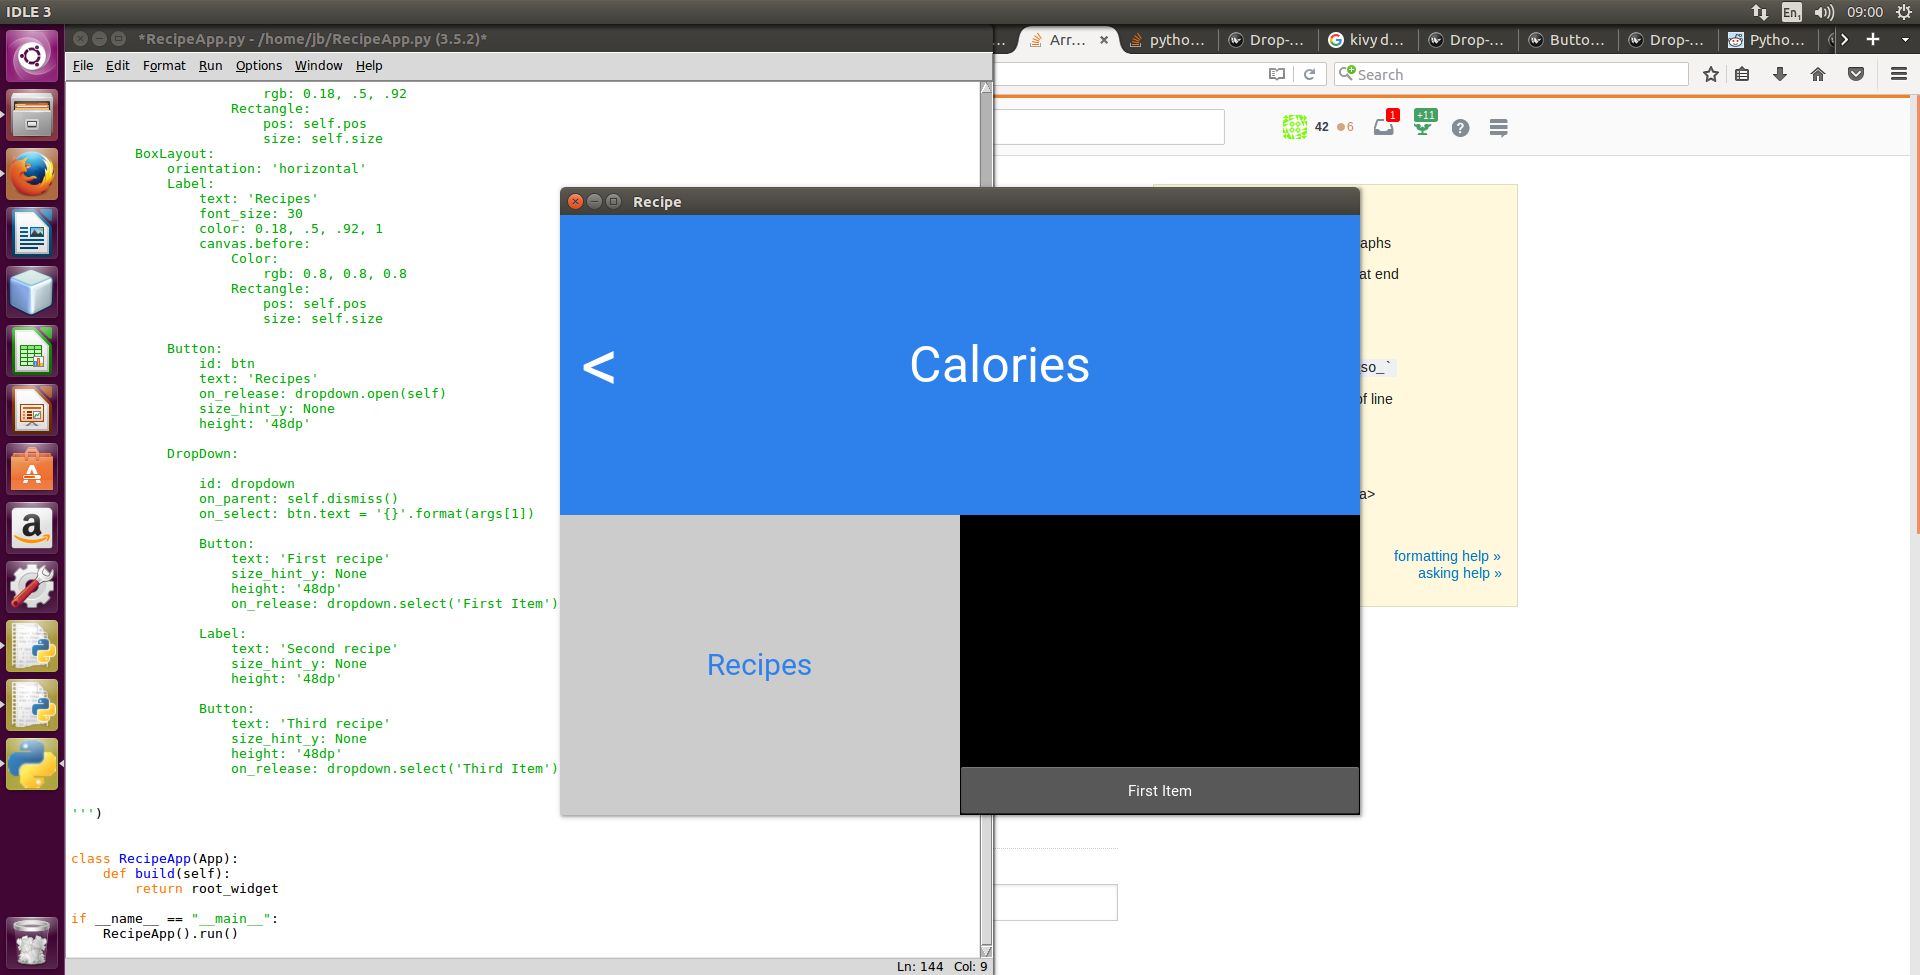 IDLE 3
En1
09:00
*RecipeApp.py - /home/jb/RecipeApp.py (3.5.2)*
File Edit Format Run Options Window Help
rgb: 0.18, .5, .92
Rectangle:
pos: self.pos
size: self.size
BoxLayout:
orientation: 'horizontal'
Label:
text: 'Recipes'
font_size: 30
color: 0.18, .5, .92, 1
canvas.before:
Color:
rgb: 0.8, 0.8, 0.8
Rectangle:
pos: self.pos
size: self.size
Button:
id: btn
text: 'Recipes'
on_release: dropdown.open(self)
size_hint_y: None
height: '48dp'
DropDown:
id: dropdown
on_parent: self.dismiss()
on_select: btn.text = '{}'.format(args[1])
Button:
text: 'First recipe'
size_hint_y: None
height: '48dp'
on_release: dropdown.select('First Item')
Label:
text: 'Second recipe'
size_hint_y: None
height: '48dp'
Button:
text: 'Third recipe'
size_hint_y: None
height: '48dp'
on_release: dropdown.select('Third Item')
''')
class RecipeApp(App):
def build(self):
return root_widget
if __name__ == "__main__":
RecipeApp().run()
Ln: 144 Col: 9
... Arr... pytho... Drop-... kivy d... Drop-... Butto... Drop-... Pytho...
Search
42 6 1 +11
Recipe
< Calories
Recipes
First Item
aphs
at end
so_`
of line
a>
formatting help »
asking help »